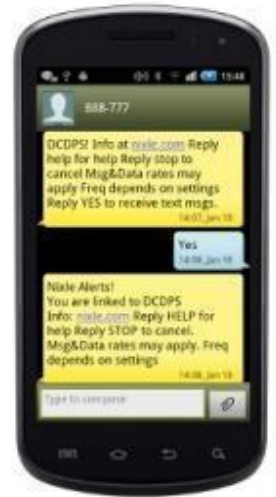 15:46
888-777
DCDPS! Info at nixle.com Reply
help for help Reply stop to
cancel Msg&Data rates may
apply Freq depends on settings
Reply YES to receive text msgs.
14:07, Jan 18
Yes
14:08, Jan 18
Nixle Alerts!
You are linked to DCDPS
Info: nixle.com Reply HELP for
help Reply STOP to cancel.
Msg&Data rates may apply. Freq
depends on settings
14:08, Jan 18
Type to compose